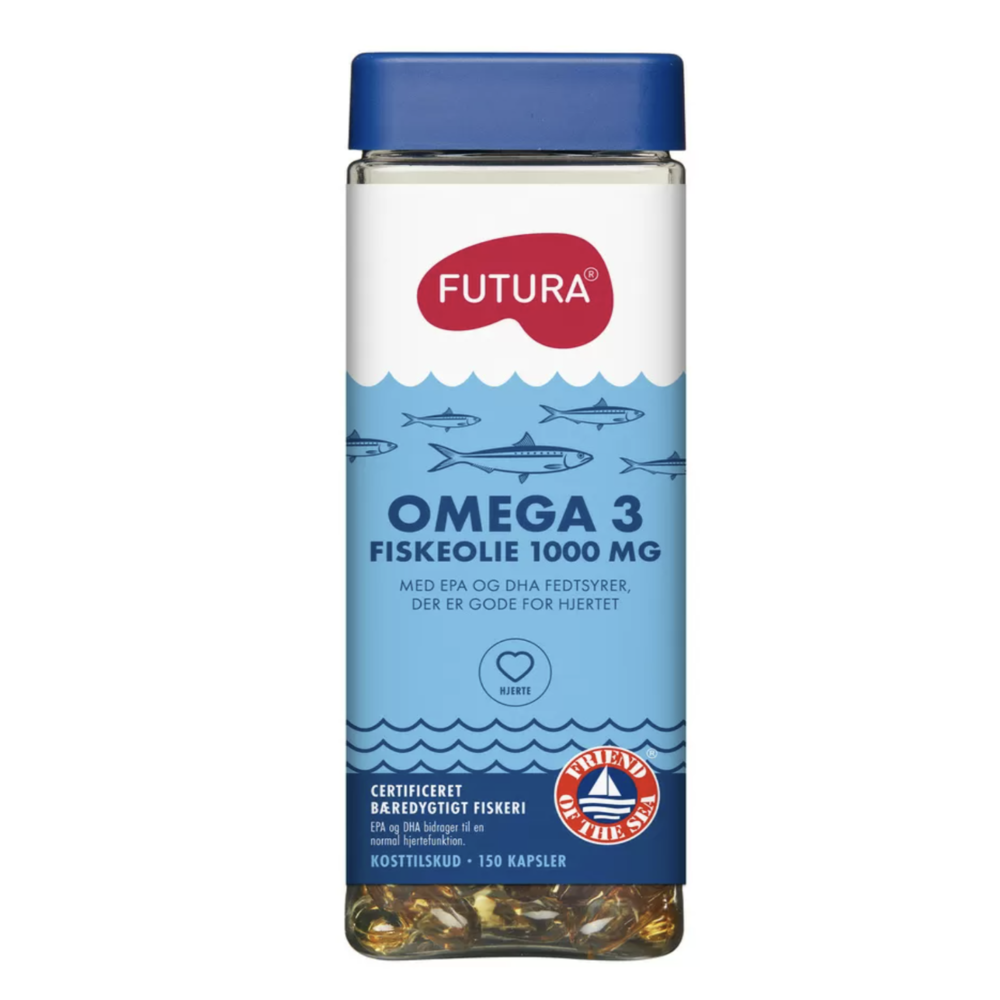 FUTURA®
OMEGA 3
FISKEOLIE 1000 MG
MED EPA OG DHA FEDTSYRER,
DER ER GODE FOR HJERTET
HJERTE
FRIEND
OF THE SEA
®
CERTIFICERET
BÆREDYGTIGT FISKERI
EPA og DHA bidrager til en
normal hjertefunktion.
KOSTTILSKUD • 150 KAPSLER